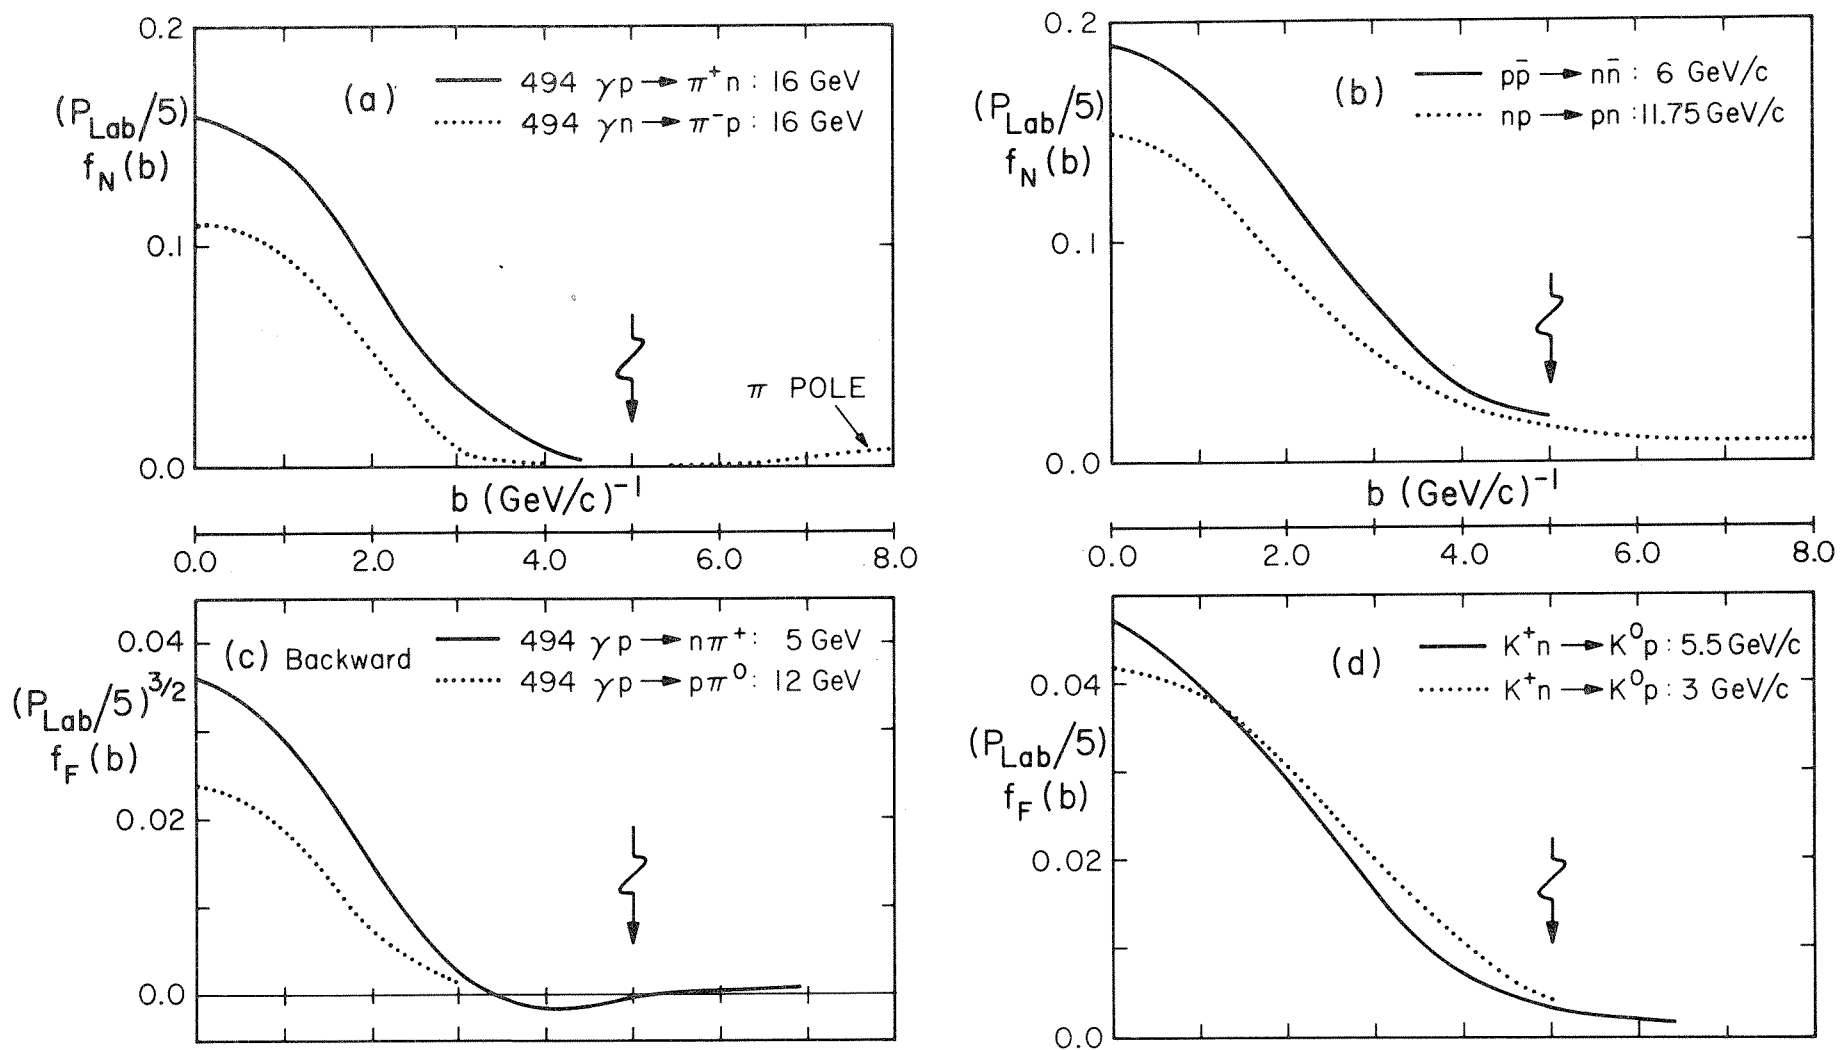 0.2
(a)
494 γp → π⁺n : 16 GeV
494 γn → π⁻p : 16 GeV
(P_Lab/5)
f_N (b)
0.1
π POLE
0.0
b (GeV/c)⁻¹
0.0 2.0 4.0 6.0 8.0
0.2
(b)
pp̄ → nn̄ : 6 GeV/c
np → pn : 11.75 GeV/c
(P_Lab/5)
f_N (b)
0.1
0.0
b (GeV/c)⁻¹
0.0 2.0 4.0 6.0 8.0
0.04
(c) Backward
494 γp → nπ⁺ : 5 GeV
494 γp → pπ⁰ : 12 GeV
(P_Lab/5)^3/2
f_F (b)
0.02
0.0
(d)
K⁺n → K⁰p : 5.5 GeV/c
K⁺n → K⁰p : 3 GeV/c
0.04
(P_Lab/5)
f_F (b)
0.02
0.0